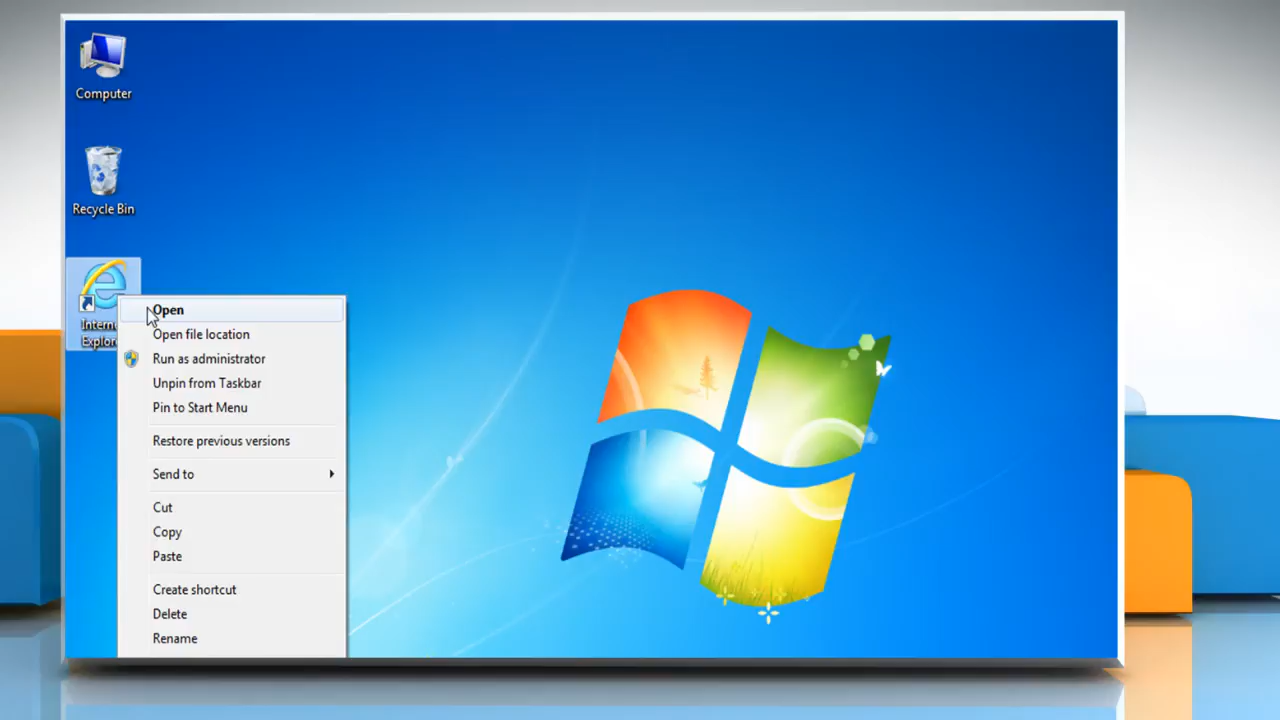 Computer
Recycle Bin
Open
Open file location
Run as administrator
Unpin from Taskbar
Pin to Start Menu
Restore previous versions
Send to
Cut
Copy
Paste
Create shortcut
Delete
Rename